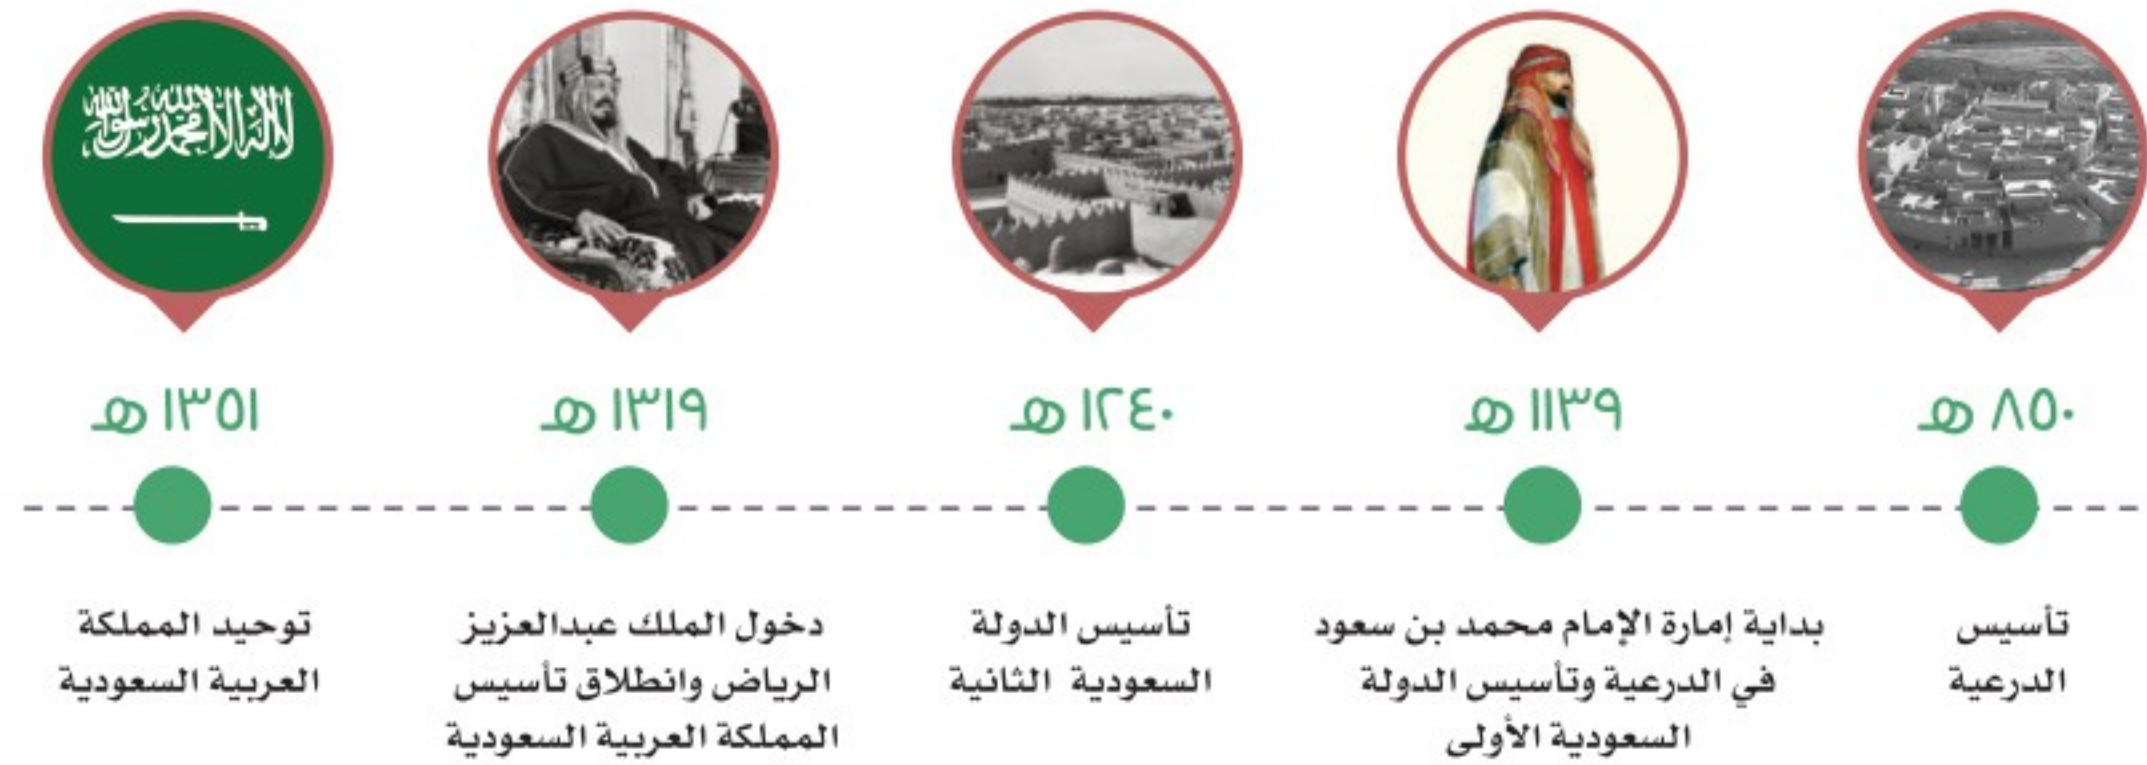 لا إله إلا الله محمد رسول الله
٨٥٠ هـ
تأسيس
الدرعية
١١٣٩ هـ
بداية إمارة الإمام محمد بن سعود
في الدرعية وتأسيس الدولة
السعودية الأولى
١٢٤٠ هـ
تأسيس الدولة
السعودية الثانية
١٣١٩ هـ
دخول الملك عبدالعزيز
الرياض وانطلاق تأسيس
المملكة العربية السعودية
١٣٥١ هـ
توحيد المملكة
العربية السعودية